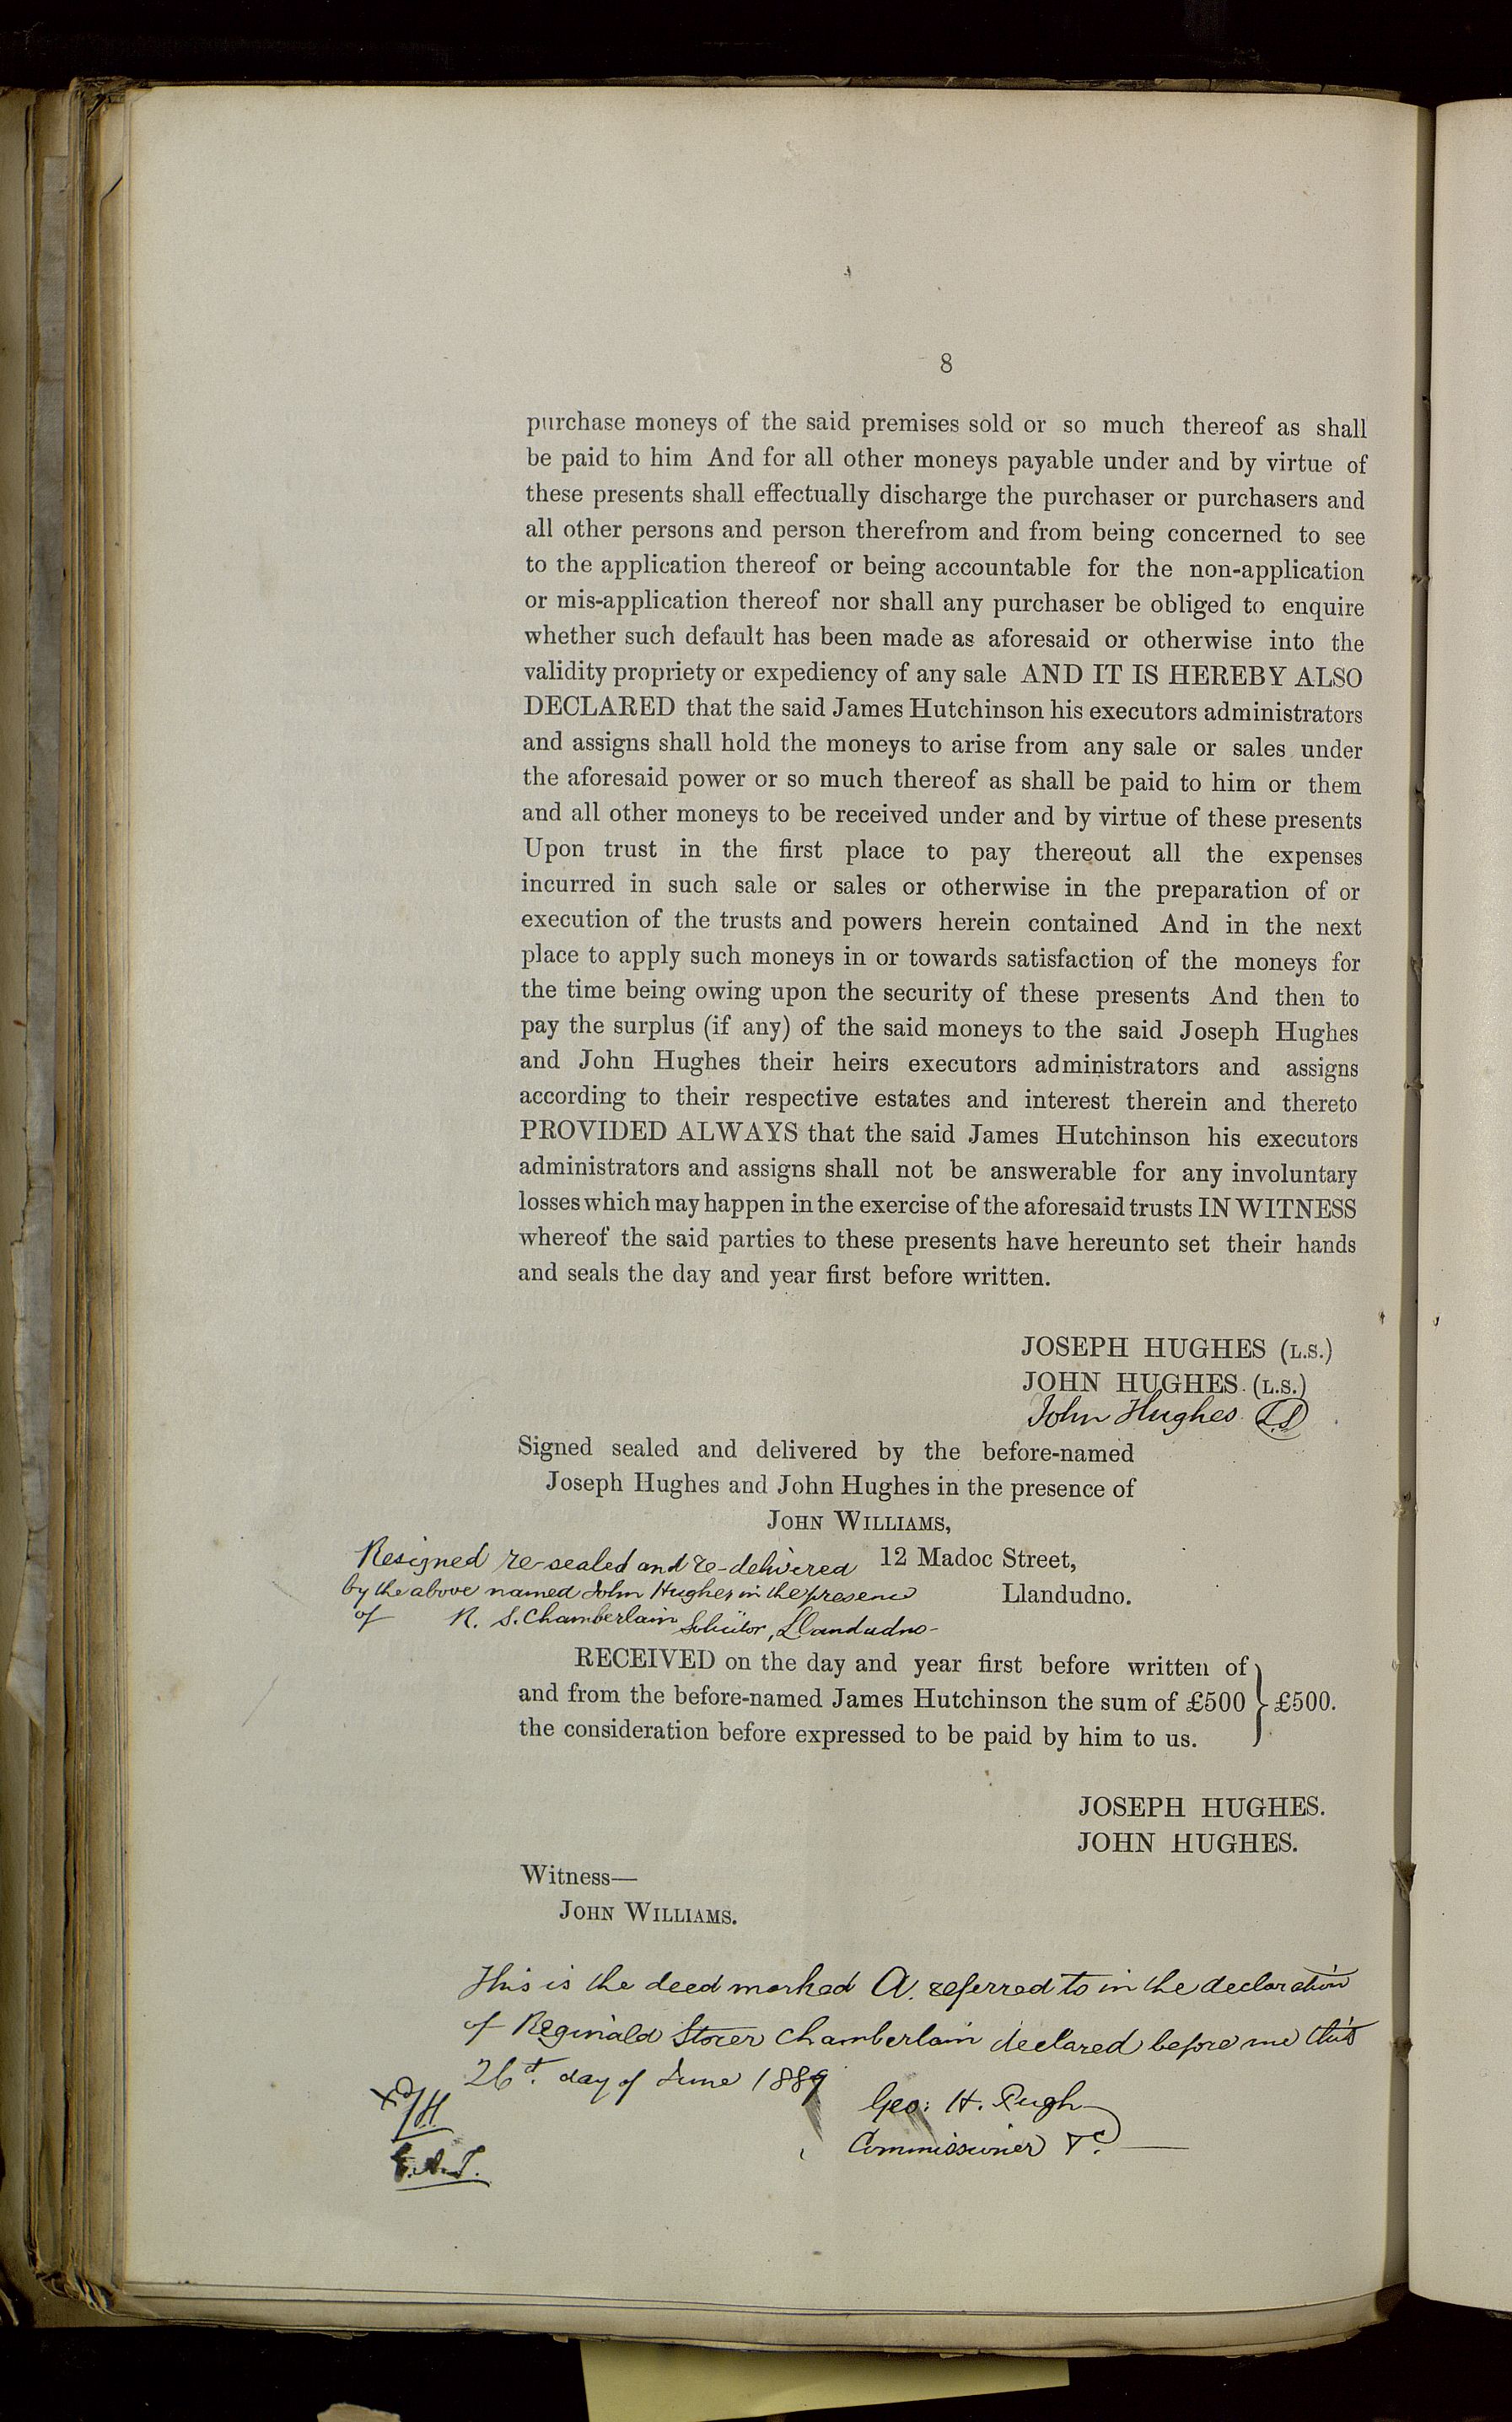 8
purchase moneys of the said premises sold or so much thereof as shall
be paid to him And for all other moneys payable under and by virtue of
these presents shall effectually discharge the purchaser or purchasers and
all other persons and person therefrom and from being concerned to see
to the application thereof or being accountable for the non-application
or mis-application thereof nor shall any purchaser be obliged to enquire
whether such default has been made as aforesaid or otherwise into the
validity propriety or expediency of any sale AND IT IS HEREBY ALSO
DECLARED that the said James Hutchinson his executors administrators
and assigns shall hold the moneys to arise from any sale or sales under
the aforesaid power or so much thereof as shall be paid to him or them
and all other moneys to be received under and by virtue of these presents
Upon trust in the first place to pay thereout all the expenses
incurred in such sale or sales or otherwise in the preparation of or
execution of the trusts and powers herein contained And in the next
place to apply such moneys in or towards satisfaction of the moneys for
the time being owing upon the security of these presents And then to
pay the surplus (if any) of the said moneys to the said Joseph Hughes
and John Hughes their heirs executors administrators and assigns
according to their respective estates and interest therein and thereto
PROVIDED ALWAYS that the said James Hutchinson his executors
administrators and assigns shall not be answerable for any involuntary
losses which may happen in the exercise of the aforesaid trusts IN WITNESS
whereof the said parties to these presents have hereunto set their hands
and seals the day and year first before written.
JOSEPH HUGHES (L.S.)
JOHN HUGHES. (L.S.)
John Hughes L.S
Signed sealed and delivered by the before-named
Joseph Hughes and John Hughes in the presence of
JOHN WILLIAMS,
12 Madoc Street,
Llandudno.
Resigned re-sealed and re-delivered
by the above named John Hughes in the presence
of R. S. Chamberlain Solicitor, Llandudno-
RECEIVED on the day and year first before written of
and from the before-named James Hutchinson the sum of £500 } £500.
the consideration before expressed to be paid by him to us.
JOSEPH HUGHES.
JOHN HUGHES.
Witness—
JOHN WILLIAMS.
This is the deed marked A. referred to in the declaration
of Reginald Storer Chamberlain declared before me this
26th. day of June 1889
Geo: H. Pugh
Commissioner &c. —